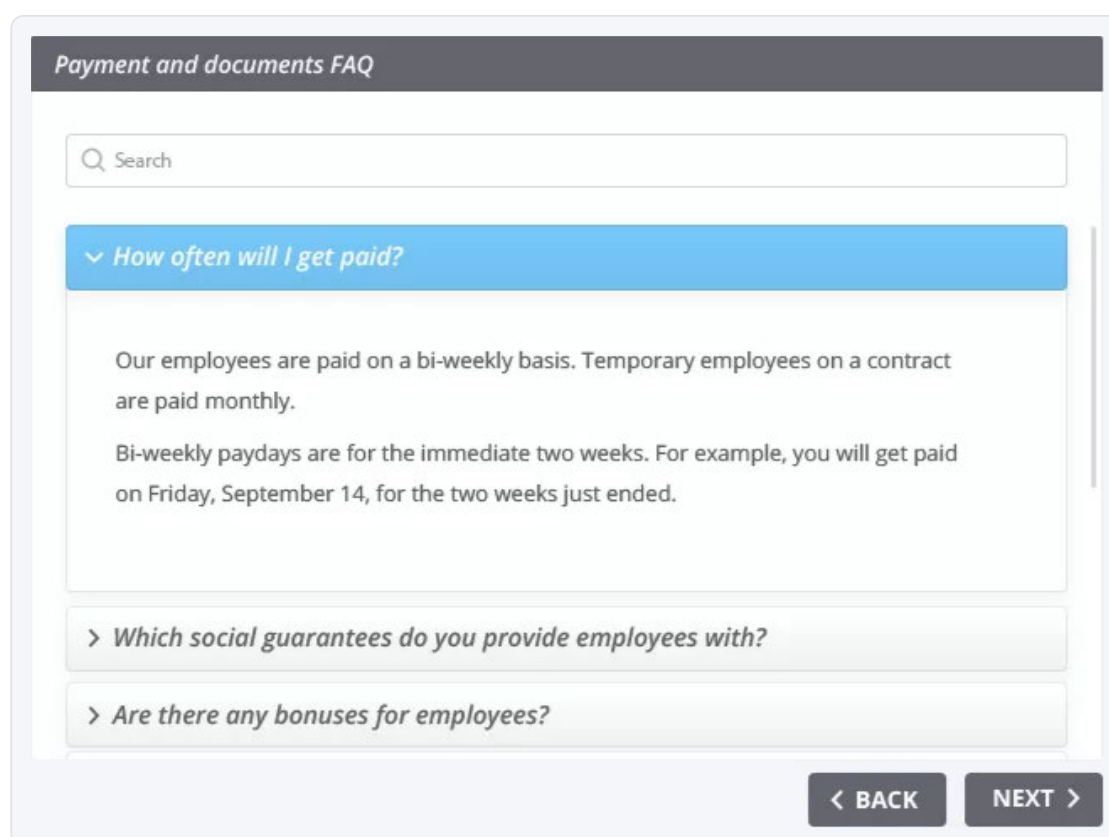 Payment and documents FAQ
Search
How often will I get paid?
Our employees are paid on a bi-weekly basis. Temporary employees on a contract
are paid monthly.
Bi-weekly paydays are for the immediate two weeks. For example, you will get paid
on Friday, September 14, for the two weeks just ended.
Which social guarantees do you provide employees with?
Are there any bonuses for employees?
BACK NEXT